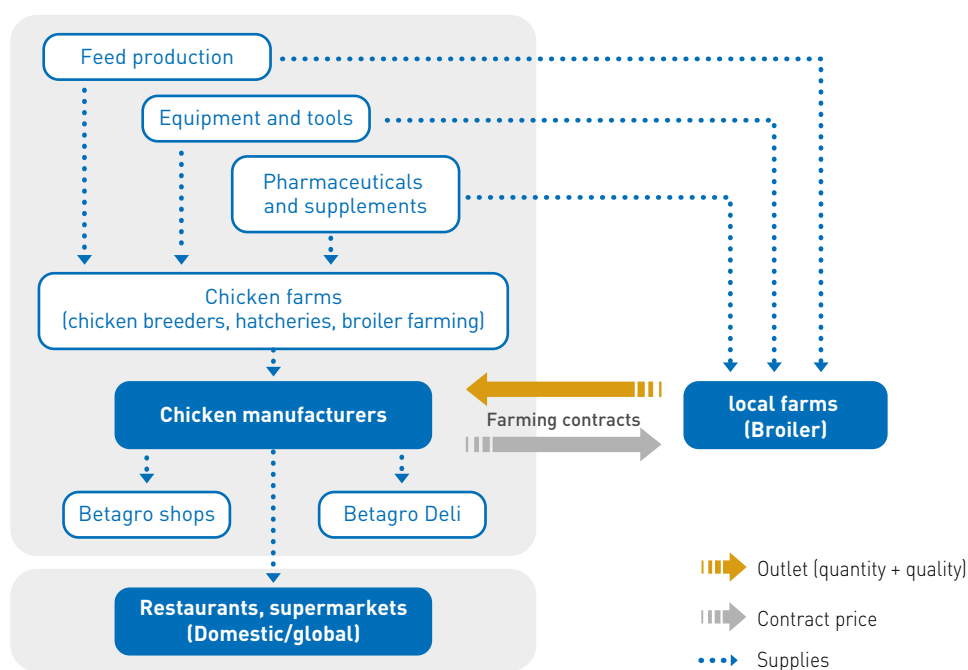 Feed production
Equipment and tools
Pharmaceuticals
and supplements
Chicken farms
(chicken breeders, hatcheries, broiler farming)
Chicken manufacturers
Farming contracts
local farms
(Broiler)
Betagro shops
Betagro Deli
Restaurants, supermarkets
(Domestic/global)
Outlet (quantity + quality)
Contract price
Supplies